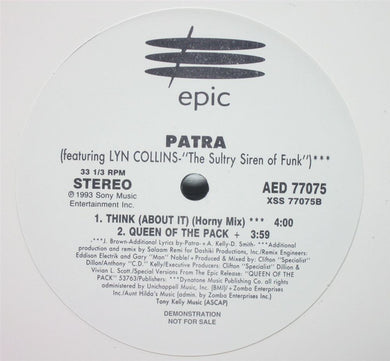 epic
PATRA
(featuring LYN COLLINS-"The Sultry Siren of Funk")***
33 1/3 RPM
STEREO
℗1993 Sony Music
Entertainment Inc.
AED 77075
XSS 77075B
1. THINK (ABOUT IT) (Horny Mix) *** 4:00
2. QUEEN OF THE PACK + 3:59
-*J. Brown-Additional Lyrics by Patra- + A. Kelly-D. Smith. ***Additional
production and remix by Salaam Remi for Doshiki Productions, Inc./Remix Engineers:
Eddison Electrik and Gary "Mon" Noble/ + Produced & Mixed by: Clifton "Specialist"
Dillon/Anthony "C.D." Kelly/Executive Producers: Clifton "Specialist" Dillon &
Vivian L. Scott/Special Versions From The Epic Release: "QUEEN OF THE
PACK" 53763/Publishers: ***Dynatone Music Publishing Co. all rights
administered by Unichappell Music, Inc. (BMI)/+Zomba Enterprises
Inc./Aunt Hilda's Music (admin. by Zomba Enterprises Inc.)
Tony Kelly Music (ASCAP)
DEMONSTRATION
NOT FOR SALE